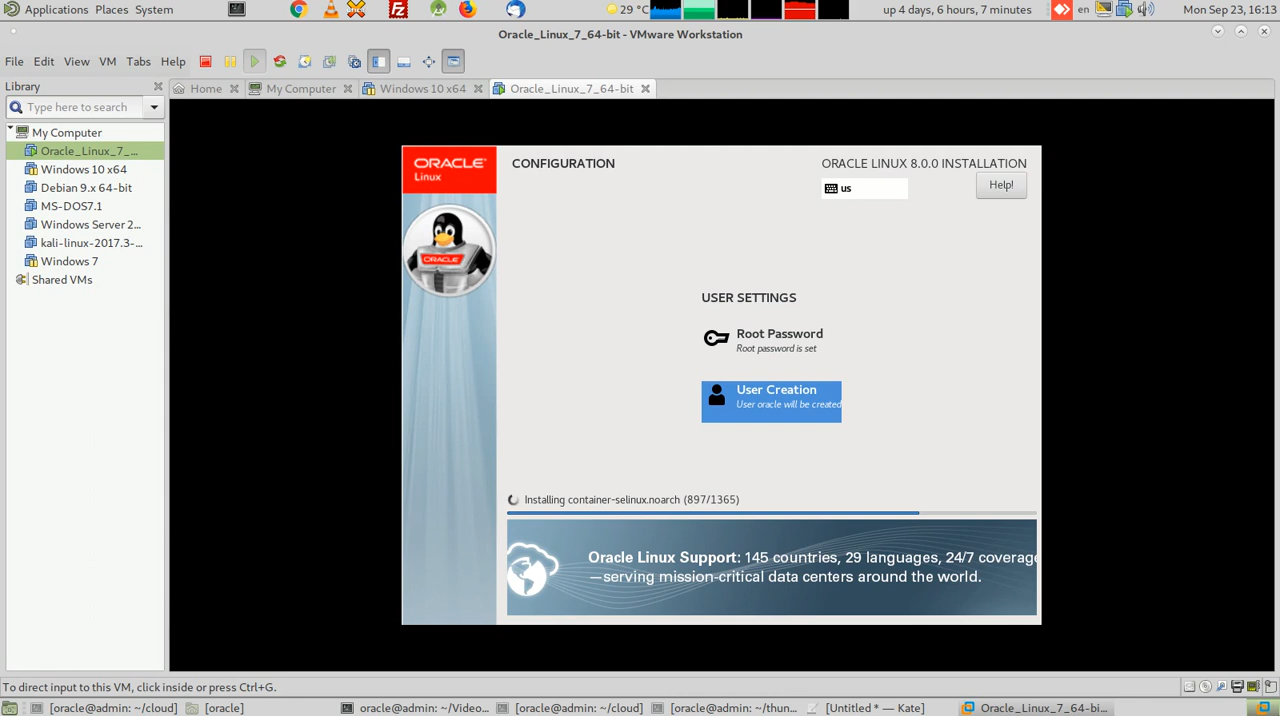 Applications Places System 29 °C up 4 days, 6 hours, 7 minutes en Mon Sep 23, 16:13
Oracle_Linux_7_64-bit - VMware Workstation
File Edit View VM Tabs Help
Library
Type here to search
Home My Computer Windows 10 x64 Oracle_Linux_7_64-bit
My Computer
Oracle_Linux_7_...
Windows 10 x64
Debian 9.x 64-bit
MS-DOS7.1
Windows Server 2...
kali-linux-2017.3-...
Windows 7
Shared VMs
ORACLE
Linux
ORACLE
CONFIGURATION
ORACLE LINUX 8.0.0 INSTALLATION
us
Help!
USER SETTINGS
Root Password
Root password is set
User Creation
User oracle will be created
Installing container-selinux.noarch (897/1365)
Oracle Linux Support: 145 countries, 29 languages, 24/7 coverage
—serving mission-critical data centers around the world.
To direct input to this VM, click inside or press Ctrl+G.
[oracle@admin: ~/cloud] [oracle] oracle@admin: ~/Video... [oracle@admin: ~/cloud] [oracle@admin: ~/thun... [Untitled * — Kate] Oracle_Linux_7_64-bi...